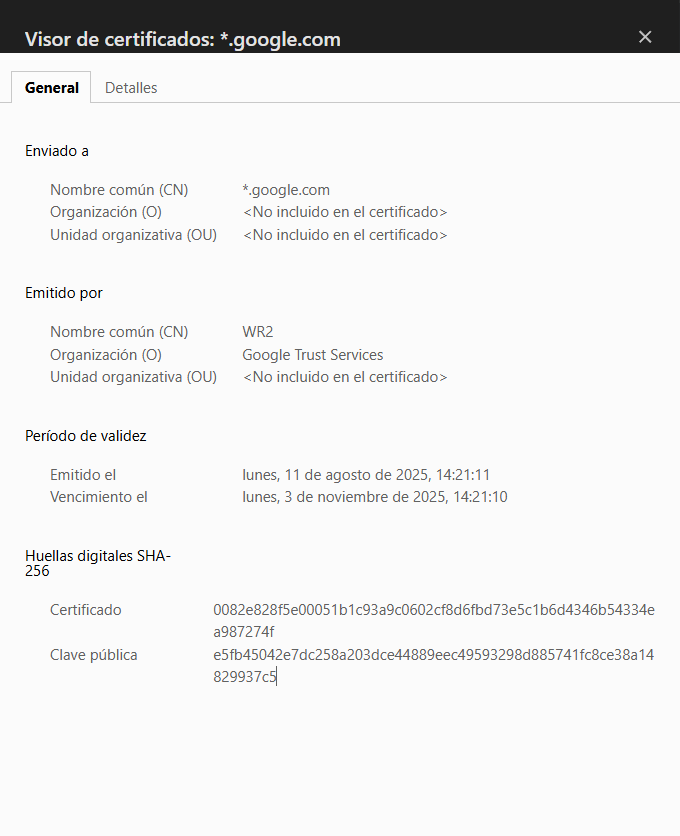 Visor de certificados: *.google.com
General
Detalles
Enviado a
Nombre común (CN) *.google.com
Organización (O) <No incluido en el certificado>
Unidad organizativa (OU) <No incluido en el certificado>
Emitido por
Nombre común (CN) WR2
Organización (O) Google Trust Services
Unidad organizativa (OU) <No incluido en el certificado>
Período de validez
Emitido el lunes, 11 de agosto de 2025, 14:21:11
Vencimiento el lunes, 3 de noviembre de 2025, 14:21:10
Huellas digitales SHA-
256
Certificado 0082e828f5e00051b1c93a9c0602cf8d6fbd73e5c1b6d4346b54334e
a987274f
Clave pública e5fb45042e7dc258a203dce44889eec49593298d885741fc8ce38a14
829937c5